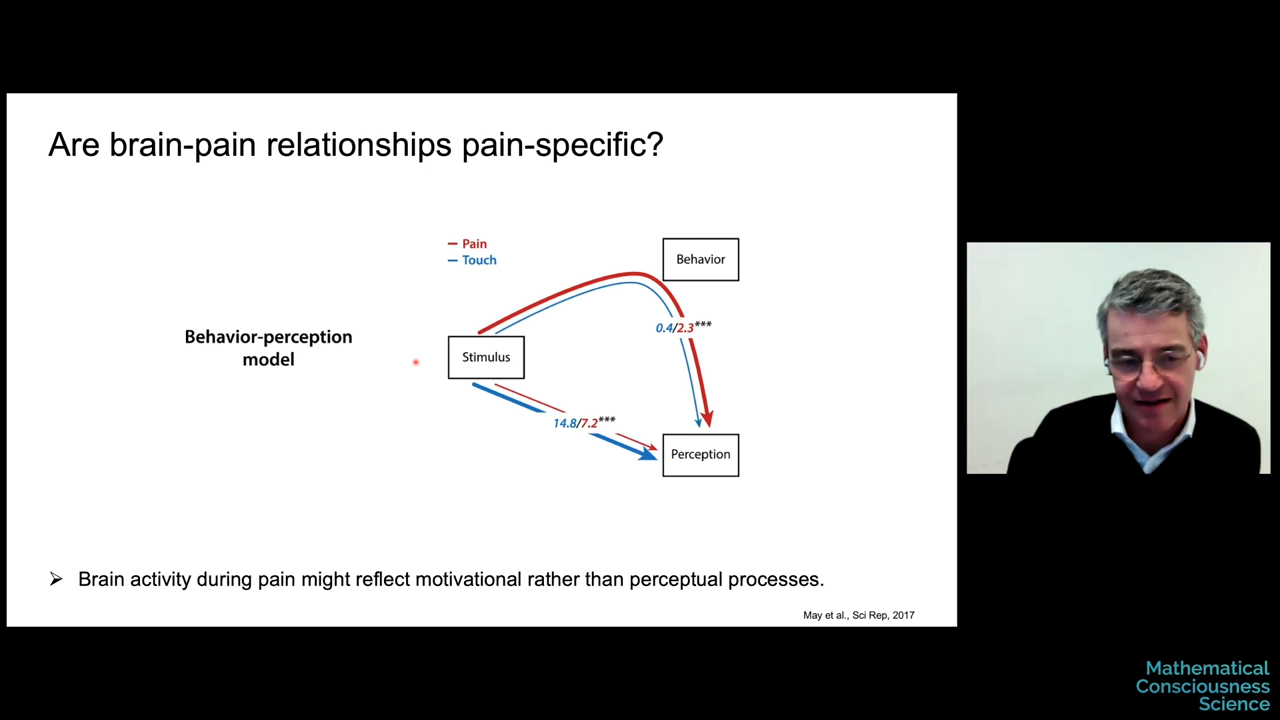 Are brain-pain relationships pain-specific?
Pain
Touch
Behavior
Behavior-perception
model
Stimulus
0.4/2.3***
14.8/7.2***
Perception
Brain activity during pain might reflect motivational rather than perceptual processes.
May et al., Sci Rep, 2017
Mathematical
Consciousness
Science